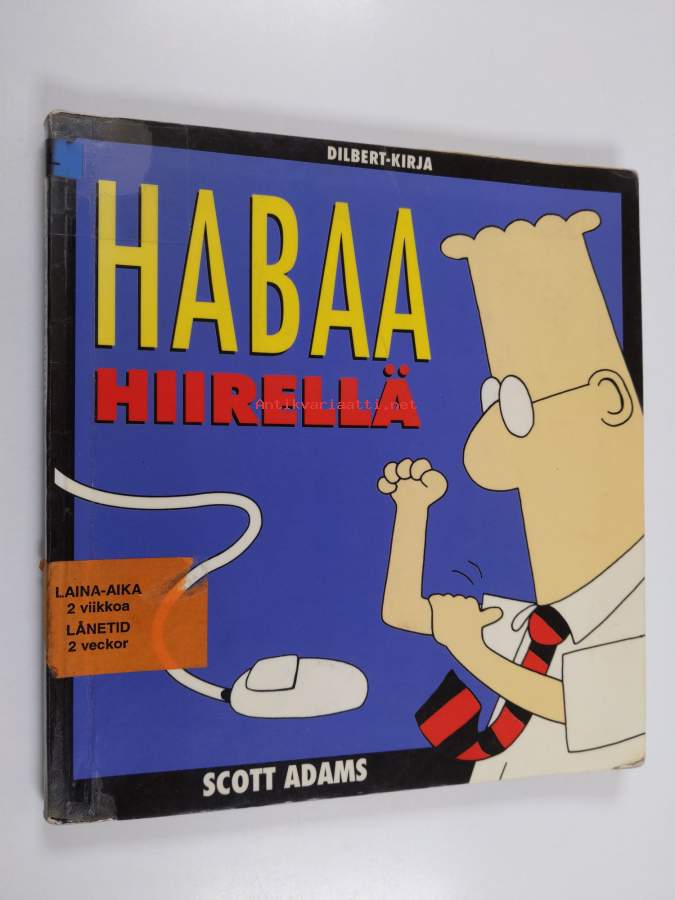 DILBERT-KIRJA
HABAA
HIIRELLÄ
Antikvariaatti.net
LAINA-AIKA
2 viikkoa
LÅNETID
2 veckor
SCOTT ADAMS